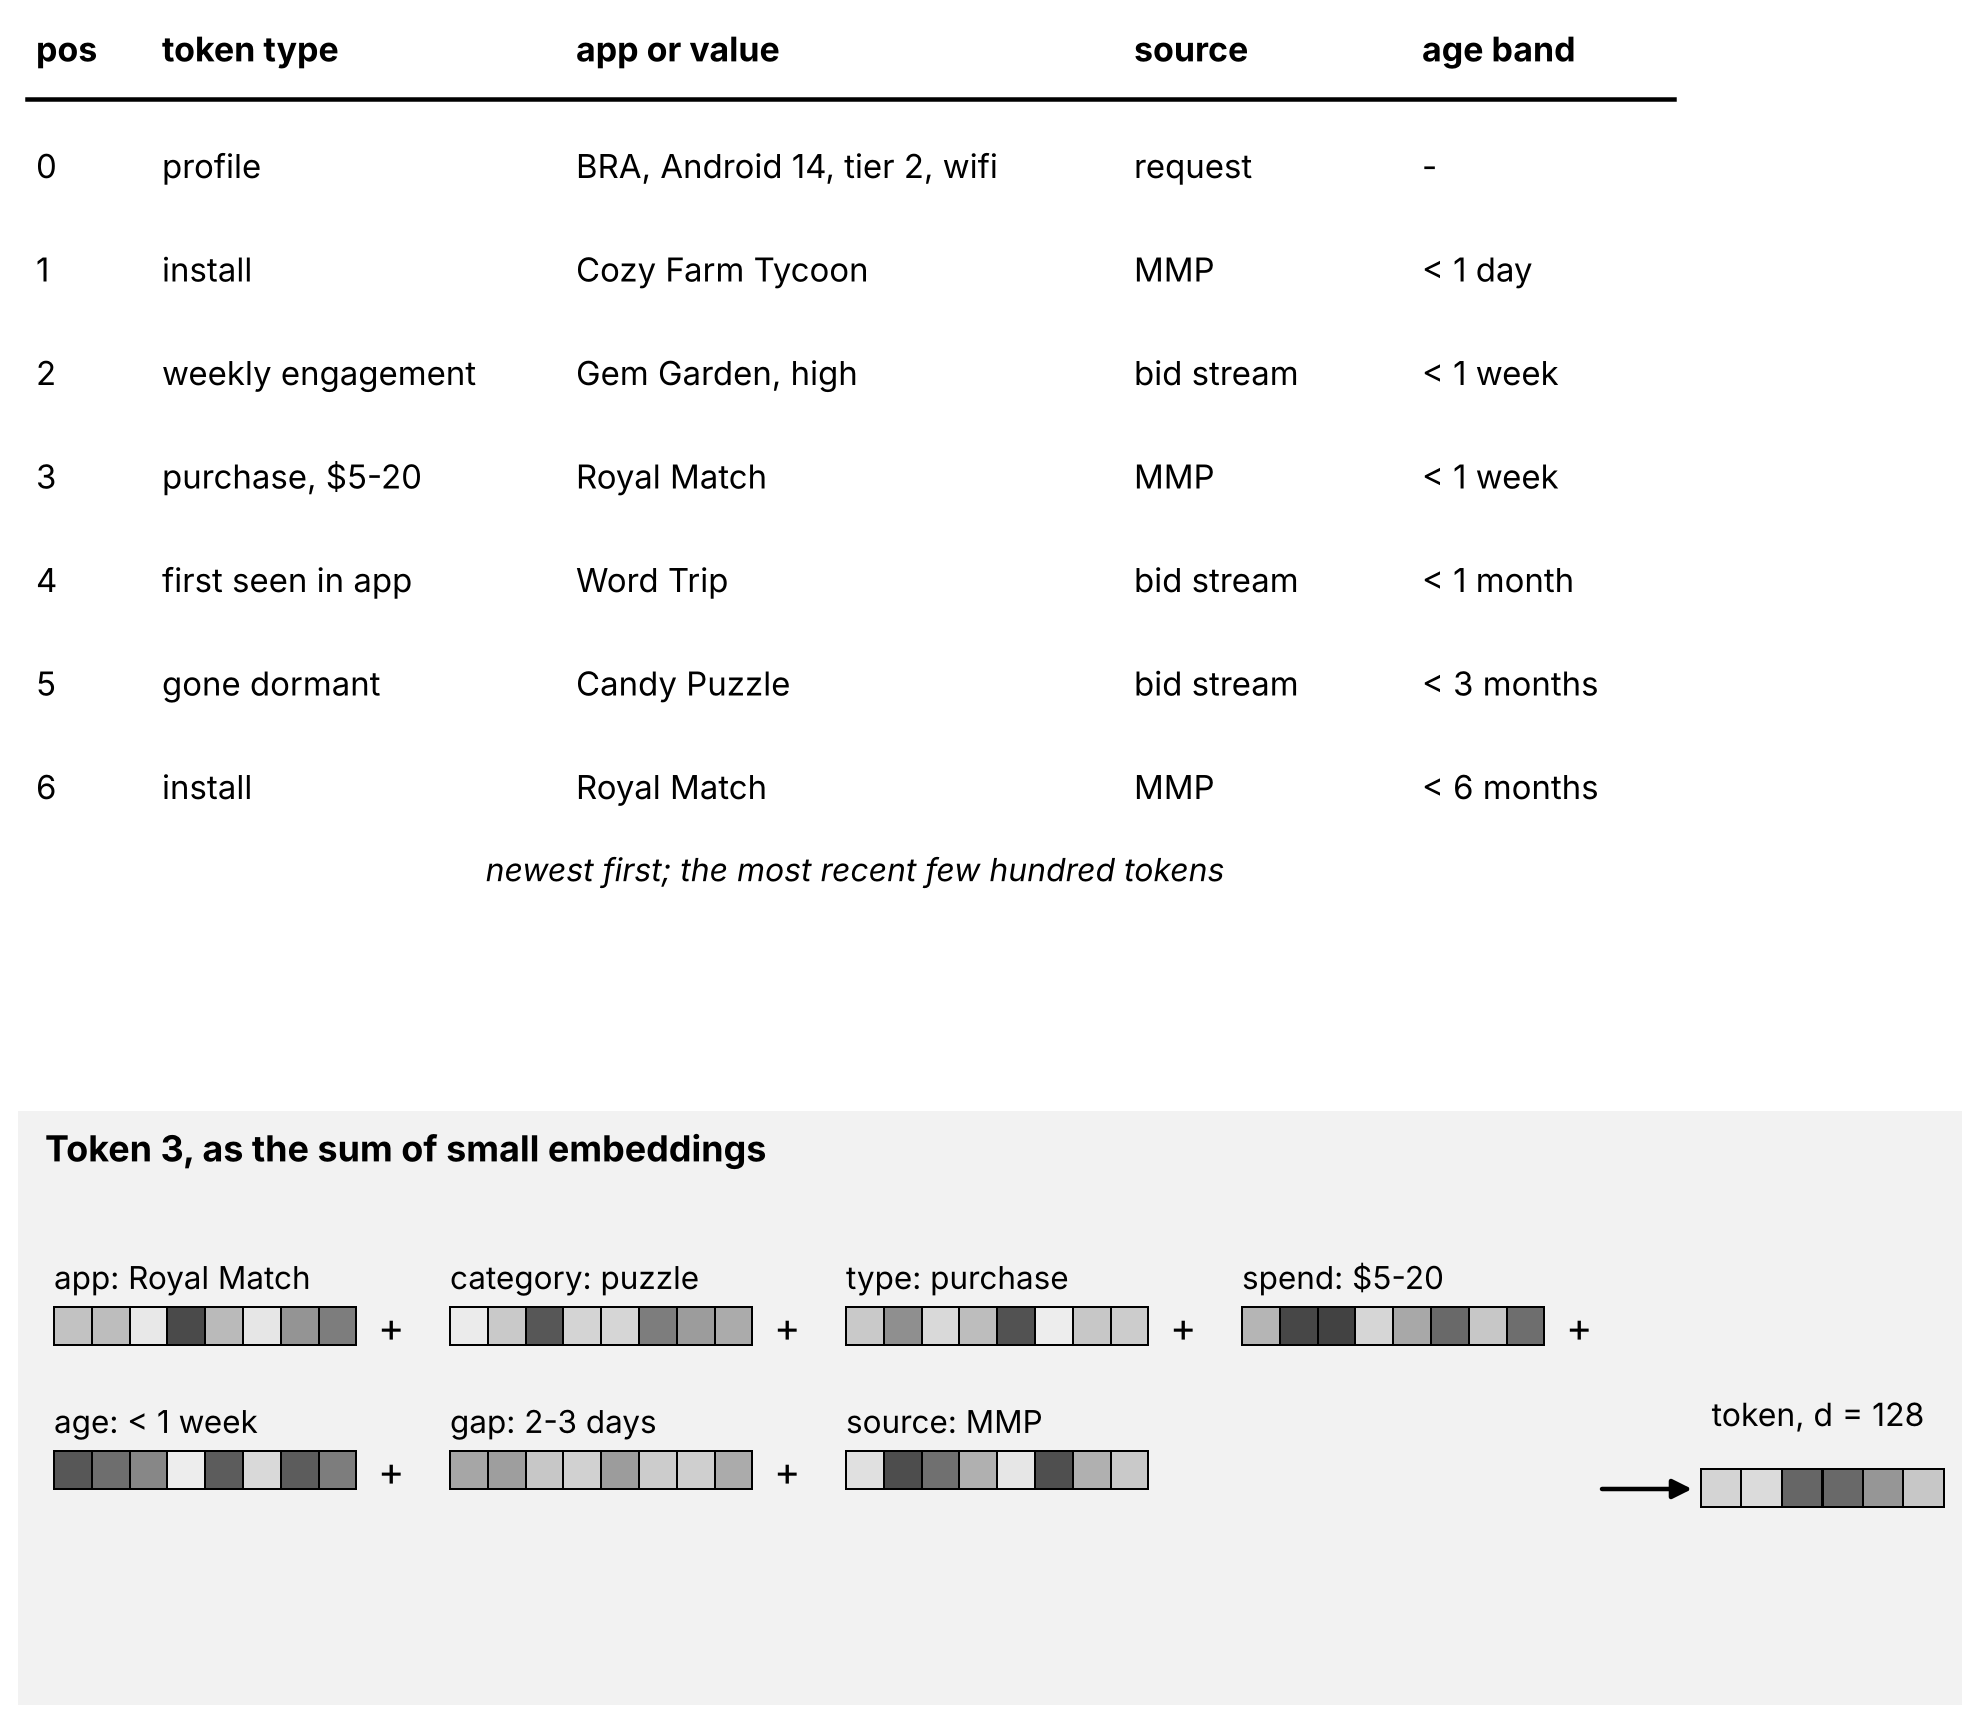 pos token type app or value source age band
0 profile BRA, Android 14, tier 2, wifi request -
1 install Cozy Farm Tycoon MMP < 1 day
2 weekly engagement Gem Garden, high bid stream < 1 week
3 purchase, $5-20 Royal Match MMP < 1 week
4 first seen in app Word Trip bid stream < 1 month
5 gone dormant Candy Puzzle bid stream < 3 months
6 install Royal Match MMP < 6 months
newest first; the most recent few hundred tokens
Token 3, as the sum of small embeddings
app: Royal Match category: puzzle type: purchase spend: $5-20
+ + + +
age: < 1 week gap: 2-3 days source: MMP token, d = 128
+ +